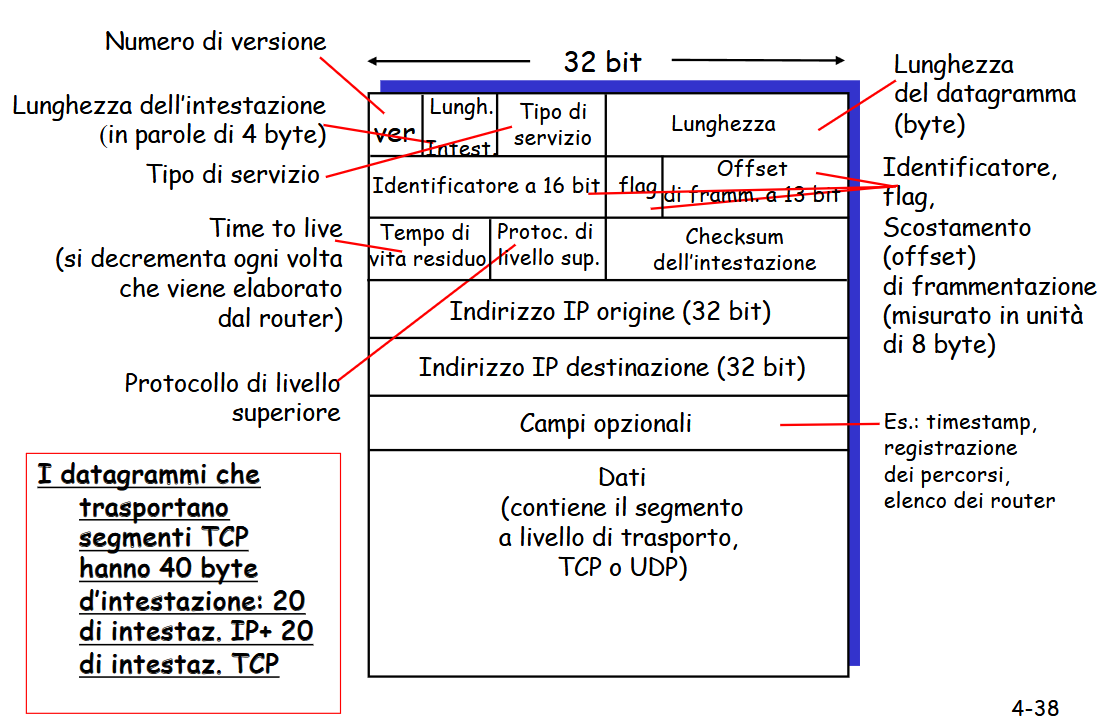 Numero di versione
32 bit
Lunghezza
del datagramma
(byte)
Lunghezza dell'intestazione
(in parole di 4 byte)
Tipo di servizio
ver
Lungh.
Intest.
Tipo di
servizio
Lunghezza
Identificatore a 16 bit
flag
Offset
di framm. a 13 bit
Identificatore,
flag,
Scostamento
(offset)
di frammentazione
(misurato in unità
di 8 byte)
Time to live
(si decrementa ogni volta
che viene elaborato
dal router)
Tempo di
vita residuo
Protoc. di
livello sup.
Checksum
dell'intestazione
Indirizzo IP origine (32 bit)
Indirizzo IP destinazione (32 bit)
Protocollo di livello
superiore
Campi opzionali
Es.: timestamp,
registrazione
dei percorsi,
elenco dei router
Dati
(contiene il segmento
a livello di trasporto,
TCP o UDP)
I datagrammi che
trasportano
segmenti TCP
hanno 40 byte
d'intestazione: 20
di intestaz. IP+ 20
di intestaz. TCP
4-38